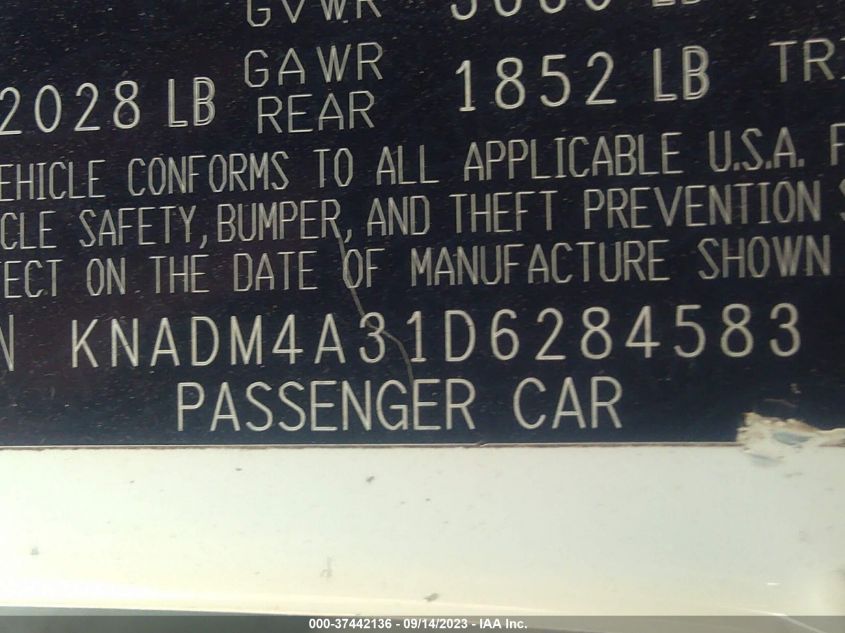 GVWR
GAWR
2028 LB REAR 1852 LB
EHICLE CONFORMS TO ALL APPLICABLE U.S.A. F
CLE SAFETY, BUMPER, AND THEFT PREVENTION S
ECT ON THE DATE OF MANUFACTURE SHOWN
N KNADM4A31D6284583
PASSENGER CAR
000-37442136 - 09/14/2023 - IAA Inc.